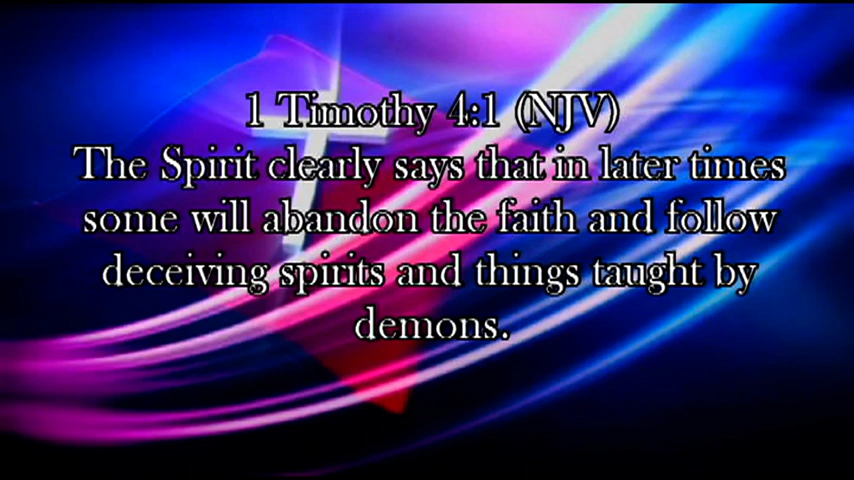 1 Timothy 4:1 (NJV)
The Spirit clearly says that in later times
some will abandon the faith and follow
deceiving spirits and things taught by
demons.